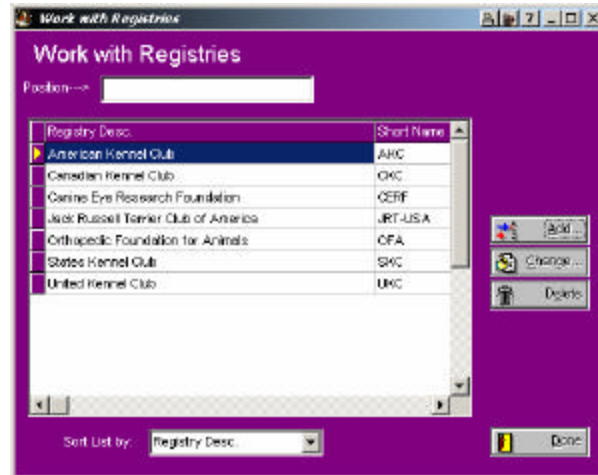 Work with Registries
Work with Registries
Position--->
Registry Desc. Short Name
American Kennel Club AKC
Canadian Kennel Club CKC
Canine Eye Research Foundation CERF
Jack Russell Terrier Club of America JRT-USA
Orthopedic Foundation for Animals OFA
States Kennel Club SKC
United Kennel Club UKC
Add...
Change...
Delete
Sort List by: Registry Desc.
Done